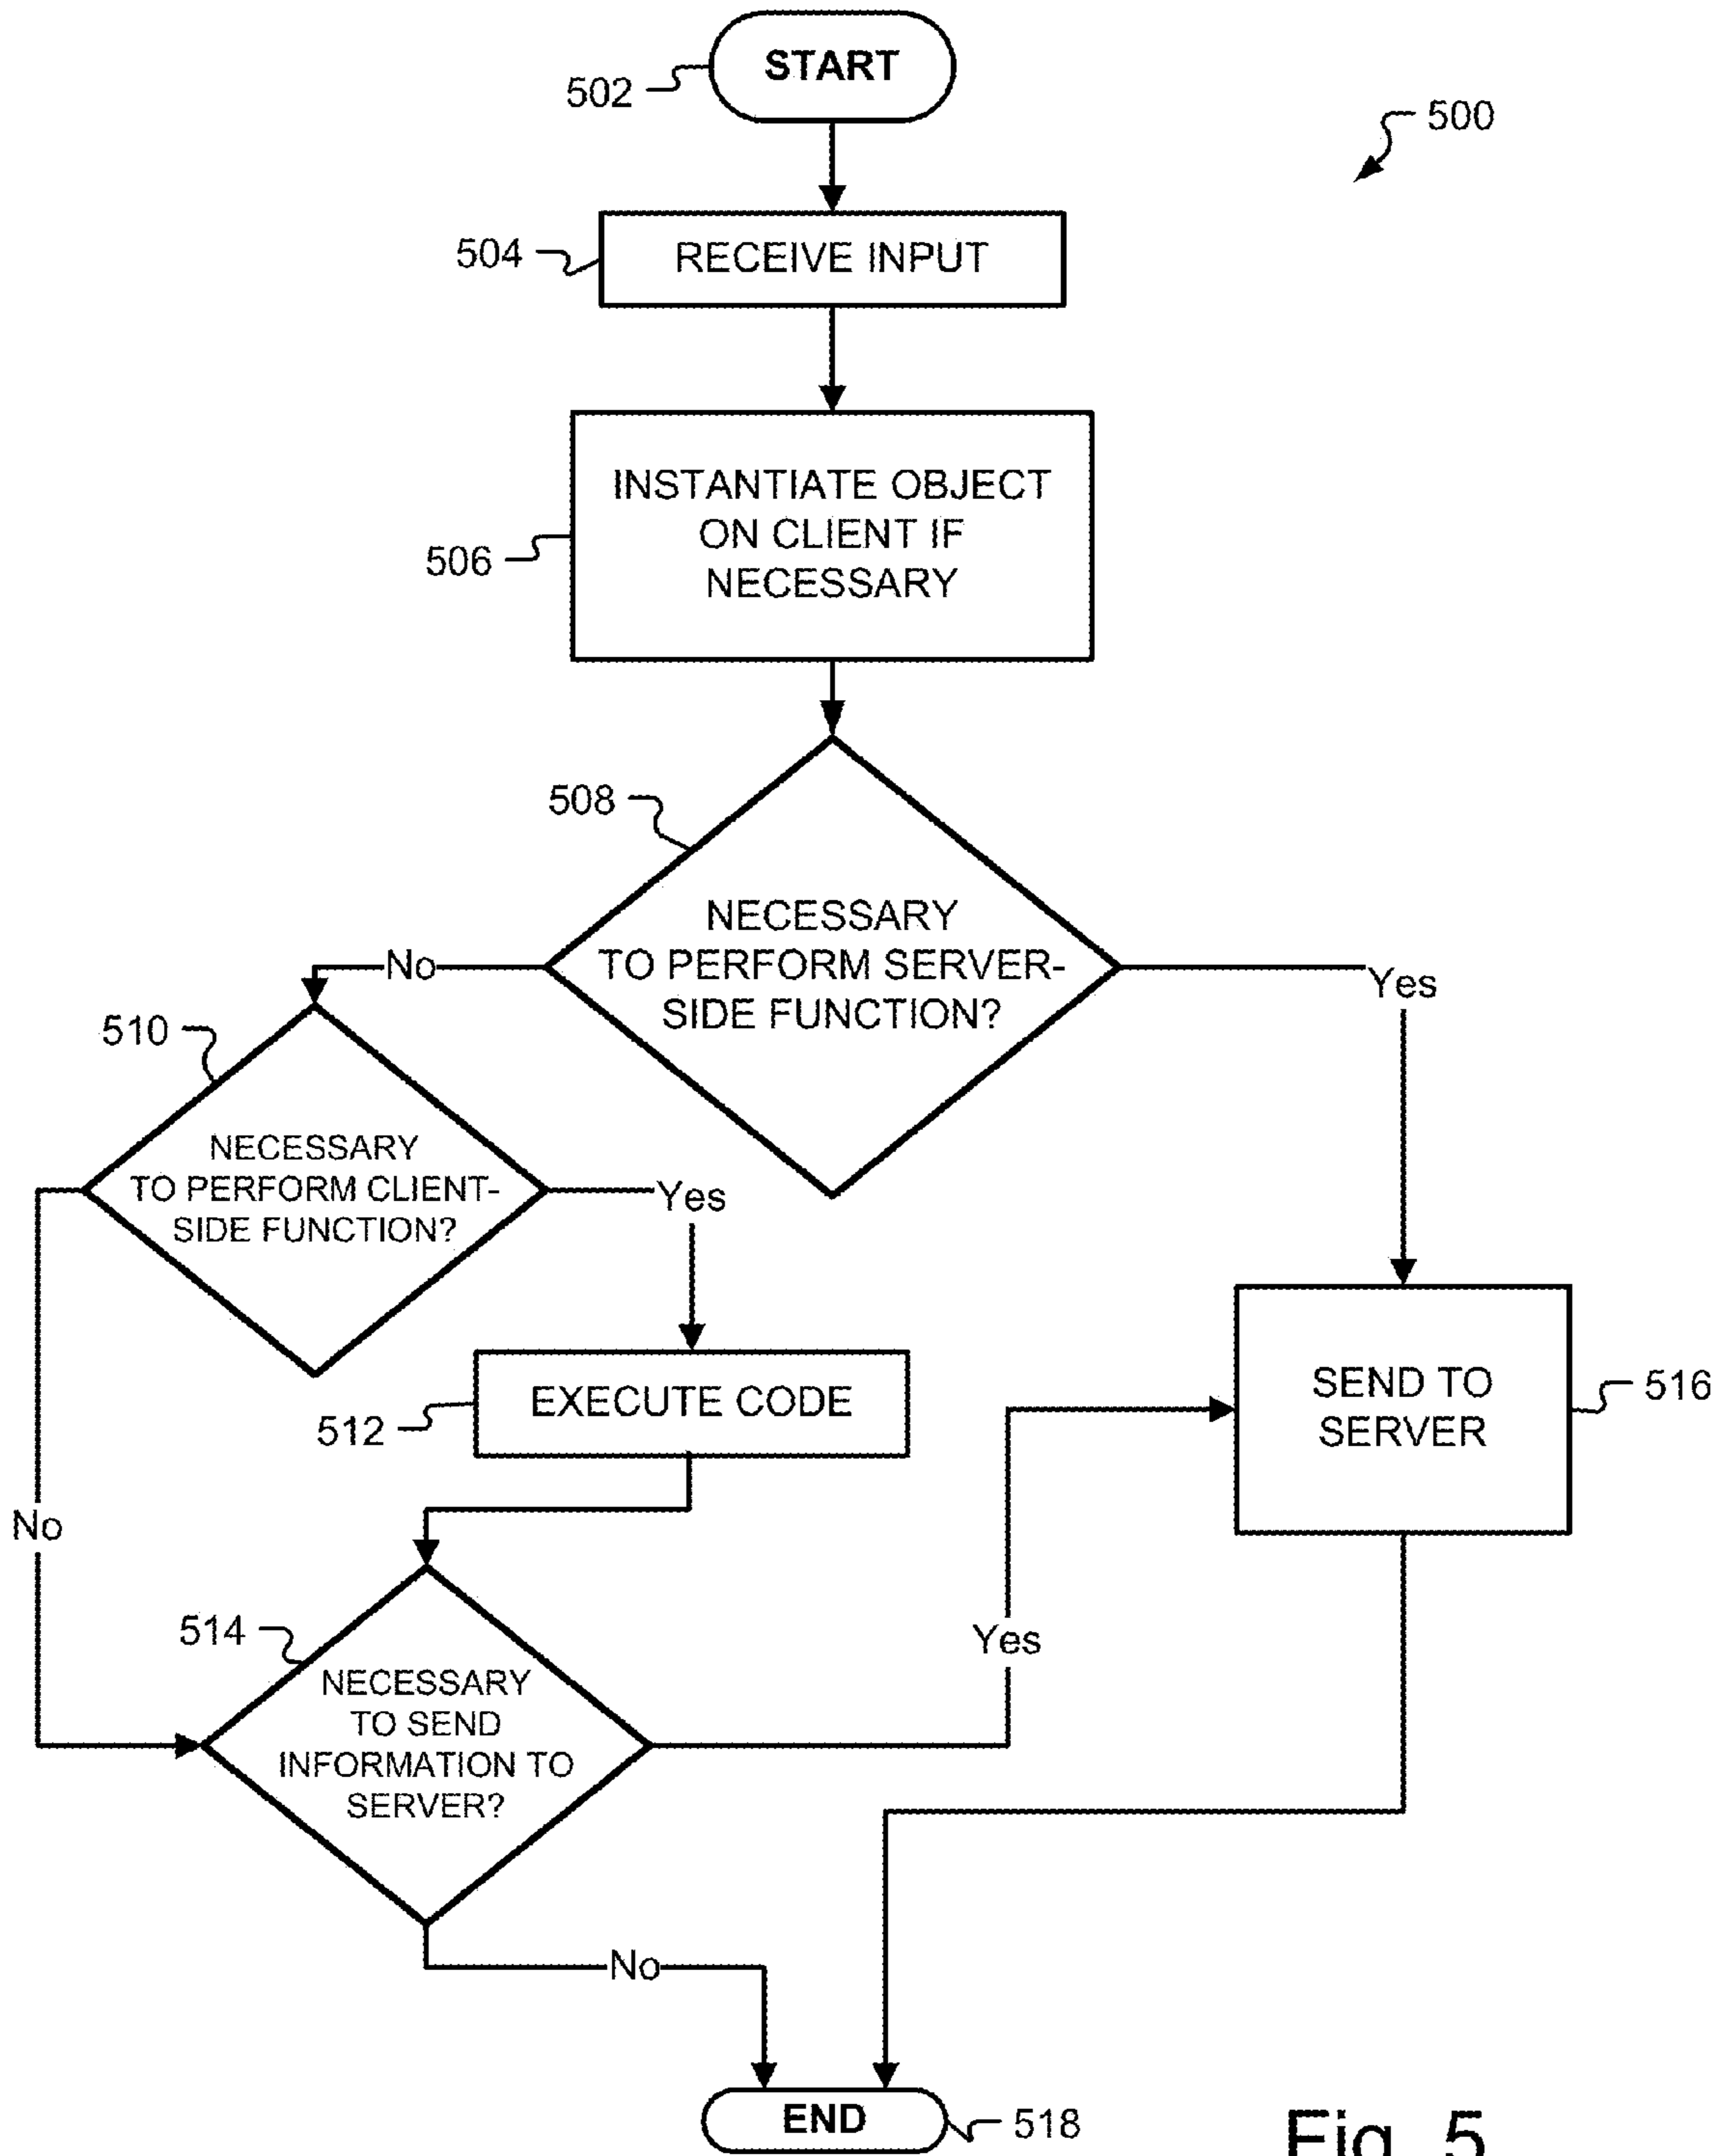 START
502
500
504
RECEIVE INPUT
INSTANTIATE OBJECT
ON CLIENT IF
NECESSARY
506
508
NECESSARY
TO PERFORM SERVER-
SIDE FUNCTION?
No
Yes
510
NECESSARY
TO PERFORM CLIENT-
SIDE FUNCTION?
Yes
EXECUTE CODE
512
SEND TO
SERVER
516
No
514
NECESSARY
TO SEND
INFORMATION TO
SERVER?
Yes
No
END
518
Fig. 5